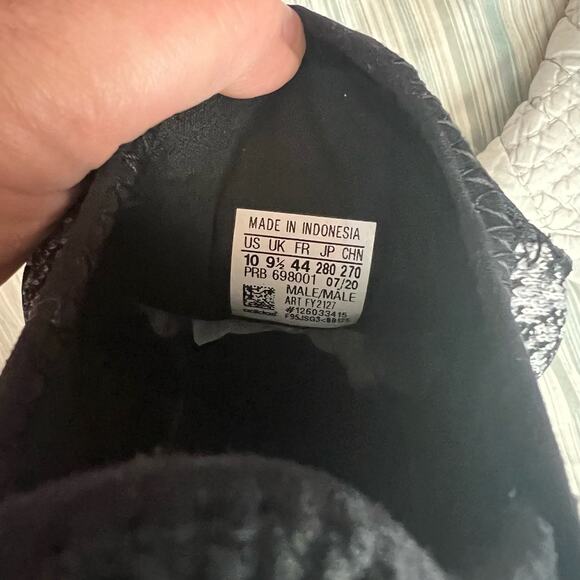 MADE IN INDONESIA
US UK FR JP CHN
10 9½ 44 280 270
PRB 698001 07/20
MALE/MALE
ART FY2127
#126033415
adidas